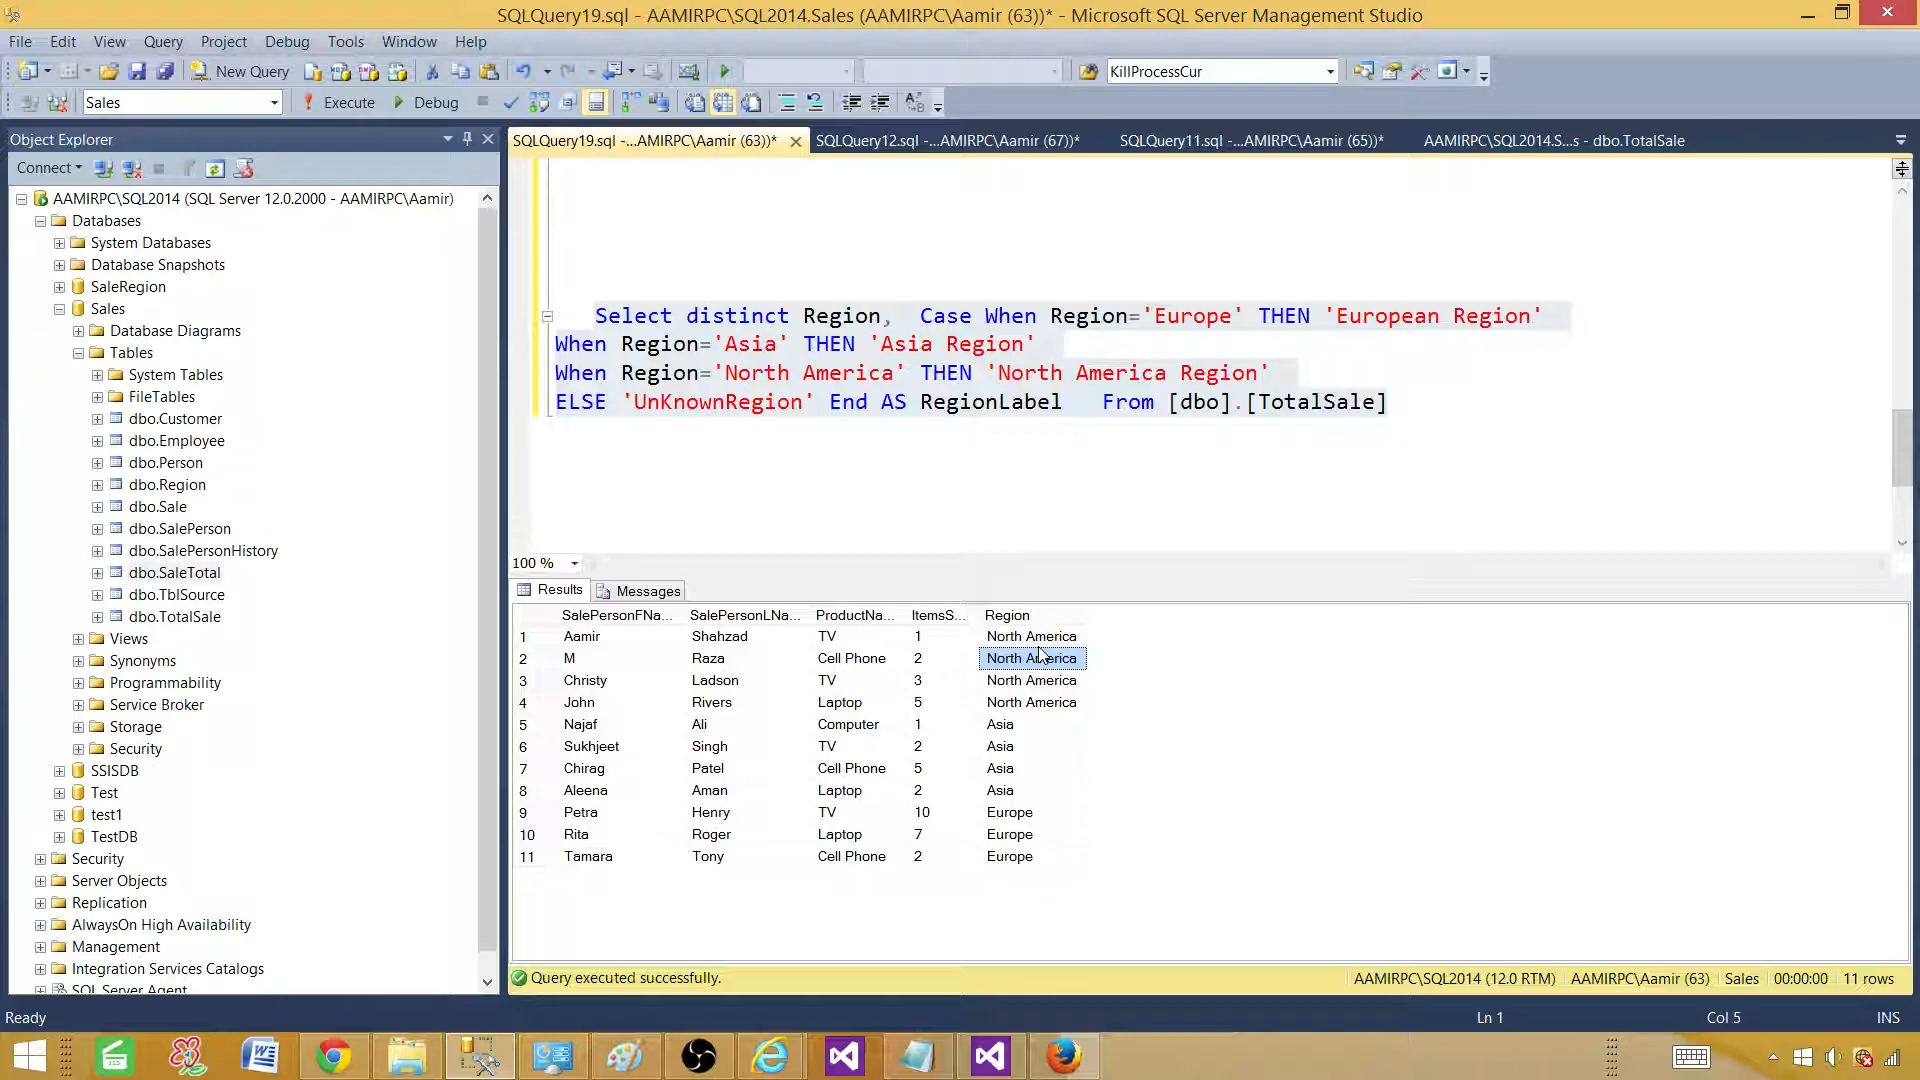 SQLQuery19.sql - AAMIRPC\SQL2014.Sales (AAMIRPC\Aamir (63))* - Microsoft SQL Server Management Studio
File Edit View Query Project Debug Tools Window Help
New Query KillProcessCur
Sales Execute Debug
Object Explorer
Connect
AAMIRPC\SQL2014 (SQL Server 12.0.2000 - AAMIRPC\Aamir)
Databases
System Databases
Database Snapshots
SaleRegion
Sales
Database Diagrams
Tables
System Tables
FileTables
dbo.Customer
dbo.Employee
dbo.Person
dbo.Region
dbo.Sale
dbo.SalePerson
dbo.SalePersonHistory
dbo.SaleTotal
dbo.TblSource
dbo.TotalSale
Views
Synonyms
Programmability
Service Broker
Storage
Security
SSISDB
Test
test1
TestDB
Security
Server Objects
Replication
AlwaysOn High Availability
Management
Integration Services Catalogs
SQL Server Agent
SQLQuery19.sql -...AMIRPC\Aamir (63))* SQLQuery12.sql -...AMIRPC\Aamir (67))* SQLQuery11.sql -...AMIRPC\Aamir (65))* AAMIRPC\SQL2014.S...s - dbo.TotalSale
Select distinct Region, Case When Region='Europe' THEN 'European Region'
When Region='Asia' THEN 'Asia Region'
When Region='North America' THEN 'North America Region'
ELSE 'UnKnownRegion' End AS RegionLabel From [dbo].[TotalSale]
100 %
Results Messages
SalePersonFNa... SalePersonLNa... ProductNa... ItemsS... Region
1 Aamir Shahzad TV 1 North America
2 M Raza Cell Phone 2 North America
3 Christy Ladson TV 3 North America
4 John Rivers Laptop 5 North America
5 Najaf Ali Computer 1 Asia
6 Sukhjeet Singh TV 2 Asia
7 Chirag Patel Cell Phone 5 Asia
8 Aleena Aman Laptop 2 Asia
9 Petra Henry TV 10 Europe
10 Rita Roger Laptop 7 Europe
11 Tamara Tony Cell Phone 2 Europe
Query executed successfully. AAMIRPC\SQL2014 (12.0 RTM) AAMIRPC\Aamir (63) Sales 00:00:00 11 rows
Ready Ln 1 Col 5 INS